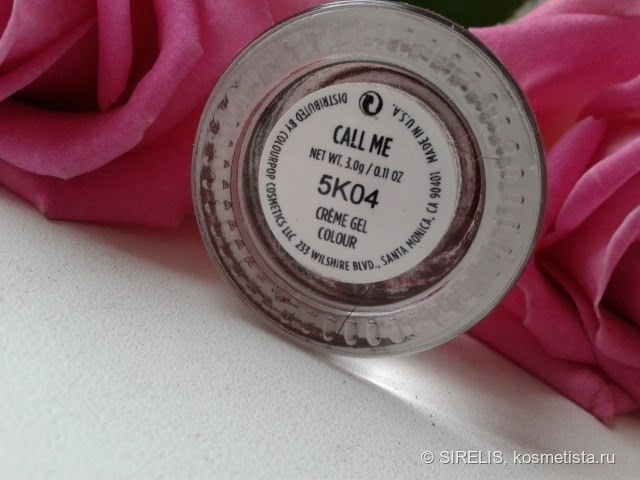 CALL ME
NET WT. 3.0g / 0.11 OZ
5K04
CRÈME GEL
COLOUR
DISTRIBUTED BY COLOURPOP COSMETICS LLC 233 WILSHIRE BLVD., SANTA MONICA, CA 90401 MADE IN U.S.A.
© SIRELIS, kosmetista.ru